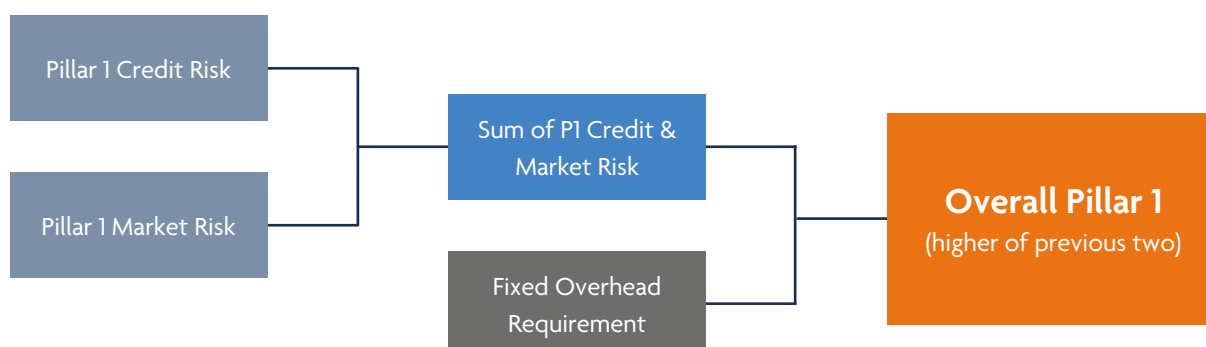 Pillar 1 Credit Risk
Pillar 1 Market Risk
Sum of P1 Credit &
Market Risk
Fixed Overhead
Requirement
Overall Pillar 1
(higher of previous two)